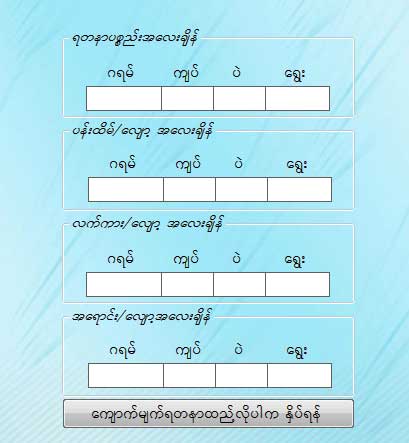 ရတနာပစ္စည်းအလေးချိန်
ဂရမ် ကျပ် ပဲ ရွေး
ပန်းထိမ်/လျော့ အလေးချိန်
ဂရမ် ကျပ် ပဲ ရွေး
လက်ကား/လျော့ အလေးချိန်
ဂရမ် ကျပ် ပဲ ရွေး
အရောင်း/လျော့အလေးချိန်
ဂရမ် ကျပ် ပဲ ရွေး
ကျောက်မျက်ရတနာထည့်လိုပါက နှိပ်ရန်